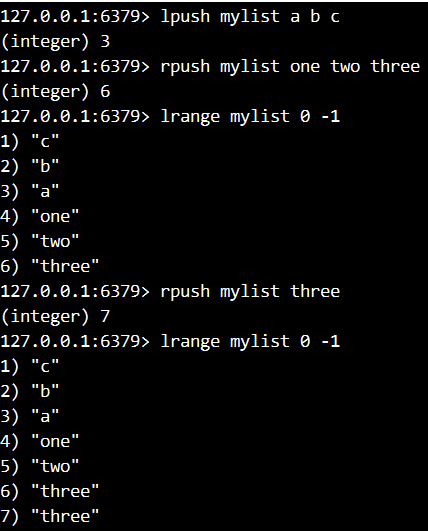 127.0.0.1:6379> lpush mylist a b c
(integer) 3
127.0.0.1:6379> rpush mylist one two three
(integer) 6
127.0.0.1:6379> lrange mylist 0 -1
1) "c"
2) "b"
3) "a"
4) "one"
5) "two"
6) "three"
127.0.0.1:6379> rpush mylist three
(integer) 7
127.0.0.1:6379> lrange mylist 0 -1
1) "c"
2) "b"
3) "a"
4) "one"
5) "two"
6) "three"
7) "three"